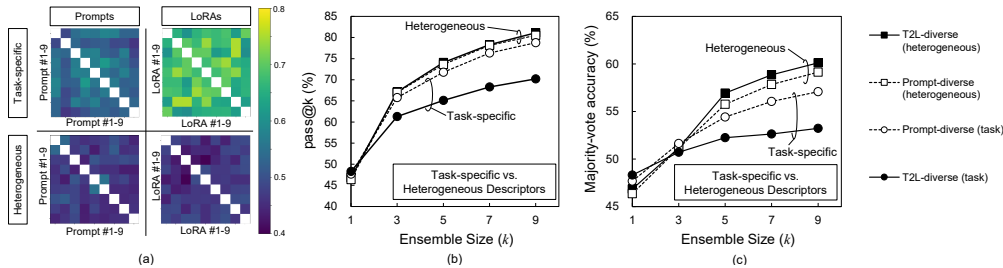 (a)
Prompts
LoRAs
Task-specific
Heterogeneous
Prompt #1-9
LoRA #1-9
Prompt #1-9
LoRA #1-9
Prompt #1-9
LoRA #1-9
Prompt #1-9
LoRA #1-9
0.8
0.7
0.6
0.5
0.4
(a)
(b)
pass@k (%)
85
80
75
70
65
60
55
50
45
40
Heterogeneous
Task-specific
Task-specific vs.
Heterogeneous Descriptors
1 3 5 7 9
Ensemble Size (k)
(b)
(c)
Majority-vote accuracy (%)
65
60
55
50
45
Heterogeneous
Task-specific
Task-specific vs.
Heterogeneous Descriptors
1 3 5 7 9
Ensemble Size (k)
(c)
T2L-diverse
(heterogeneous)
Prompt-diverse
(heterogeneous)
Prompt-diverse (task)
T2L-diverse (task)